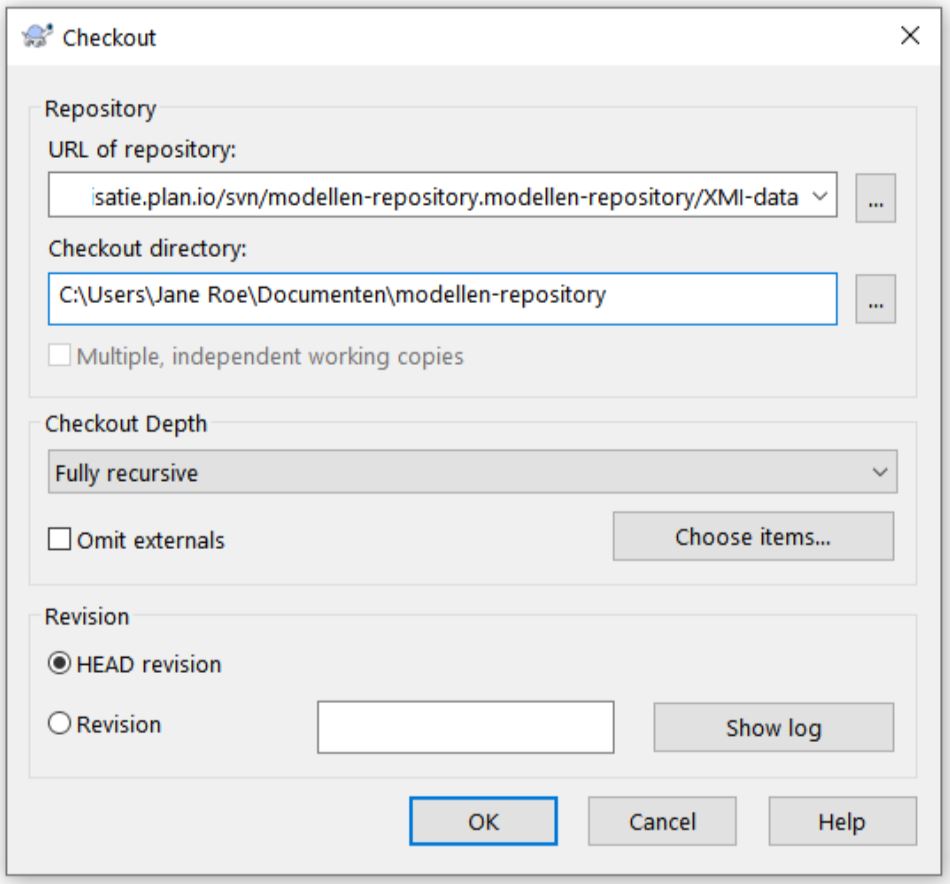 Checkout
Repository
URL of repository:
isatie.plan.io/svn/modellen-repository.modellen-repository/XMI-data
...
Checkout directory:
C:\Users\Jane Roe\Documenten\modellen-repository
...
Multiple, independent working copies
Checkout Depth
Fully recursive
Omit externals
Choose items...
Revision
HEAD revision
Revision
Show log
OK
Cancel
Help